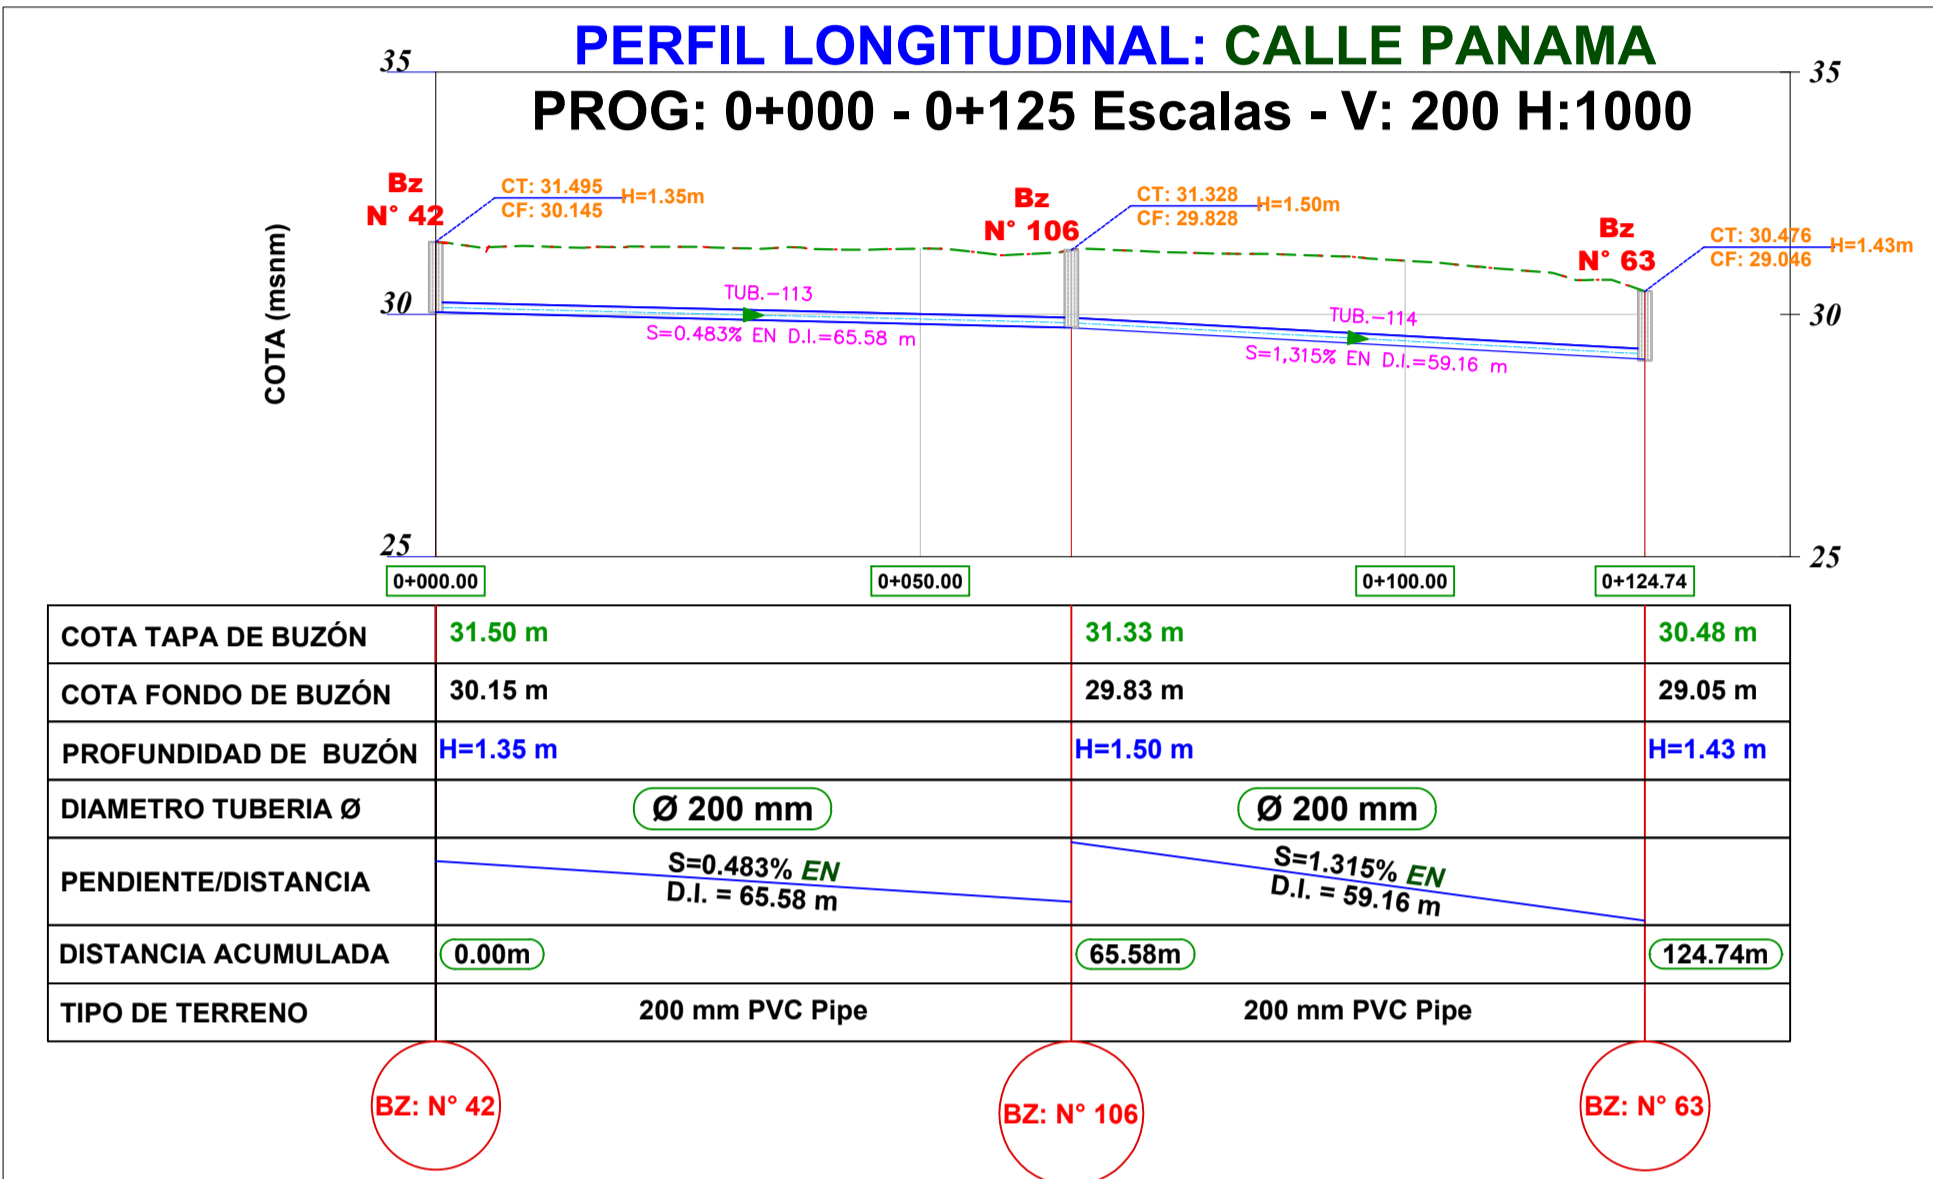 PERFIL LONGITUDINAL: CALLE PANAMA
PROG: 0+000 - 0+125 Escalas - V: 200 H:1000
35
35
30
30
25
25
COTA (msnm)
Bz
N° 42
CT: 31.495
CF: 30.145
H=1.35m
Bz
N° 106
CT: 31.328
CF: 29.828
H=1.50m
Bz
N° 63
CT: 30.476
CF: 29.046
H=1.43m
TUB.-113
S=0.483% EN D.I.=65.58 m
TUB.-114
S=1,315% EN D.I.=59.16 m
0+000.00
0+050.00
0+100.00
0+124.74
COTA TAPA DE BUZÓN
31.50 m
31.33 m
30.48 m
COTA FONDO DE BUZÓN
30.15 m
29.83 m
29.05 m
PROFUNDIDAD DE BUZÓN
H=1.35 m
H=1.50 m
H=1.43 m
DIAMETRO TUBERIA Ø
Ø 200 mm
Ø 200 mm
PENDIENTE/DISTANCIA
S=0.483% EN
D.I. = 65.58 m
S=1.315% EN
D.I. = 59.16 m
DISTANCIA ACUMULADA
0.00m
65.58m
124.74m
TIPO DE TERRENO
200 mm PVC Pipe
200 mm PVC Pipe
BZ: N° 42
BZ: N° 106
BZ: N° 63